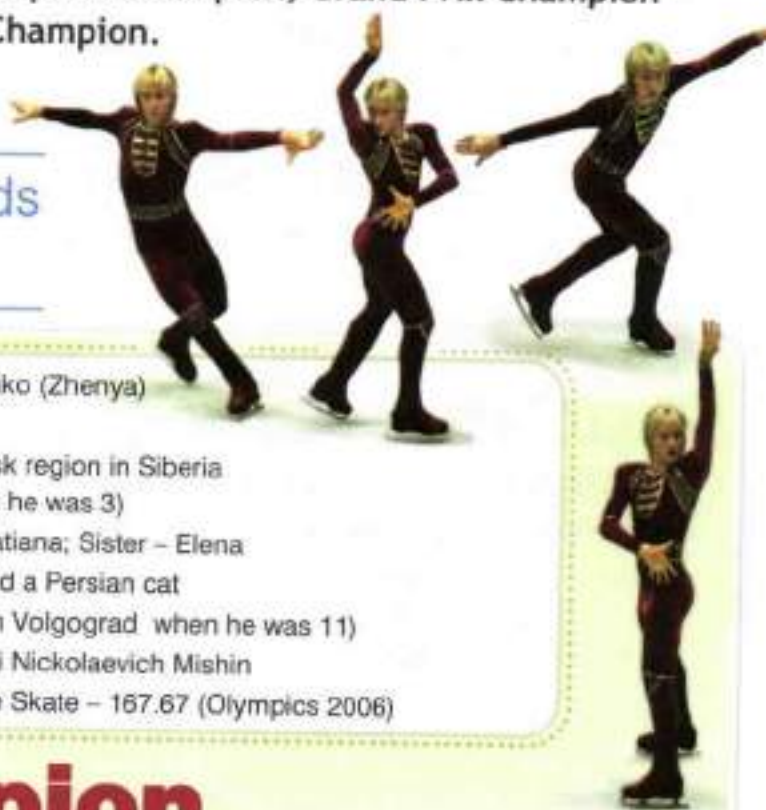 Champion.
ds
ko (Zhenya)
sk region in Siberia
he was 3)
atiana; Sister – Elena
d a Persian cat
Volgograd when he was 11)
i Nickolaevich Mishin
e Skate – 167.67 (Olympics 2006)
pion